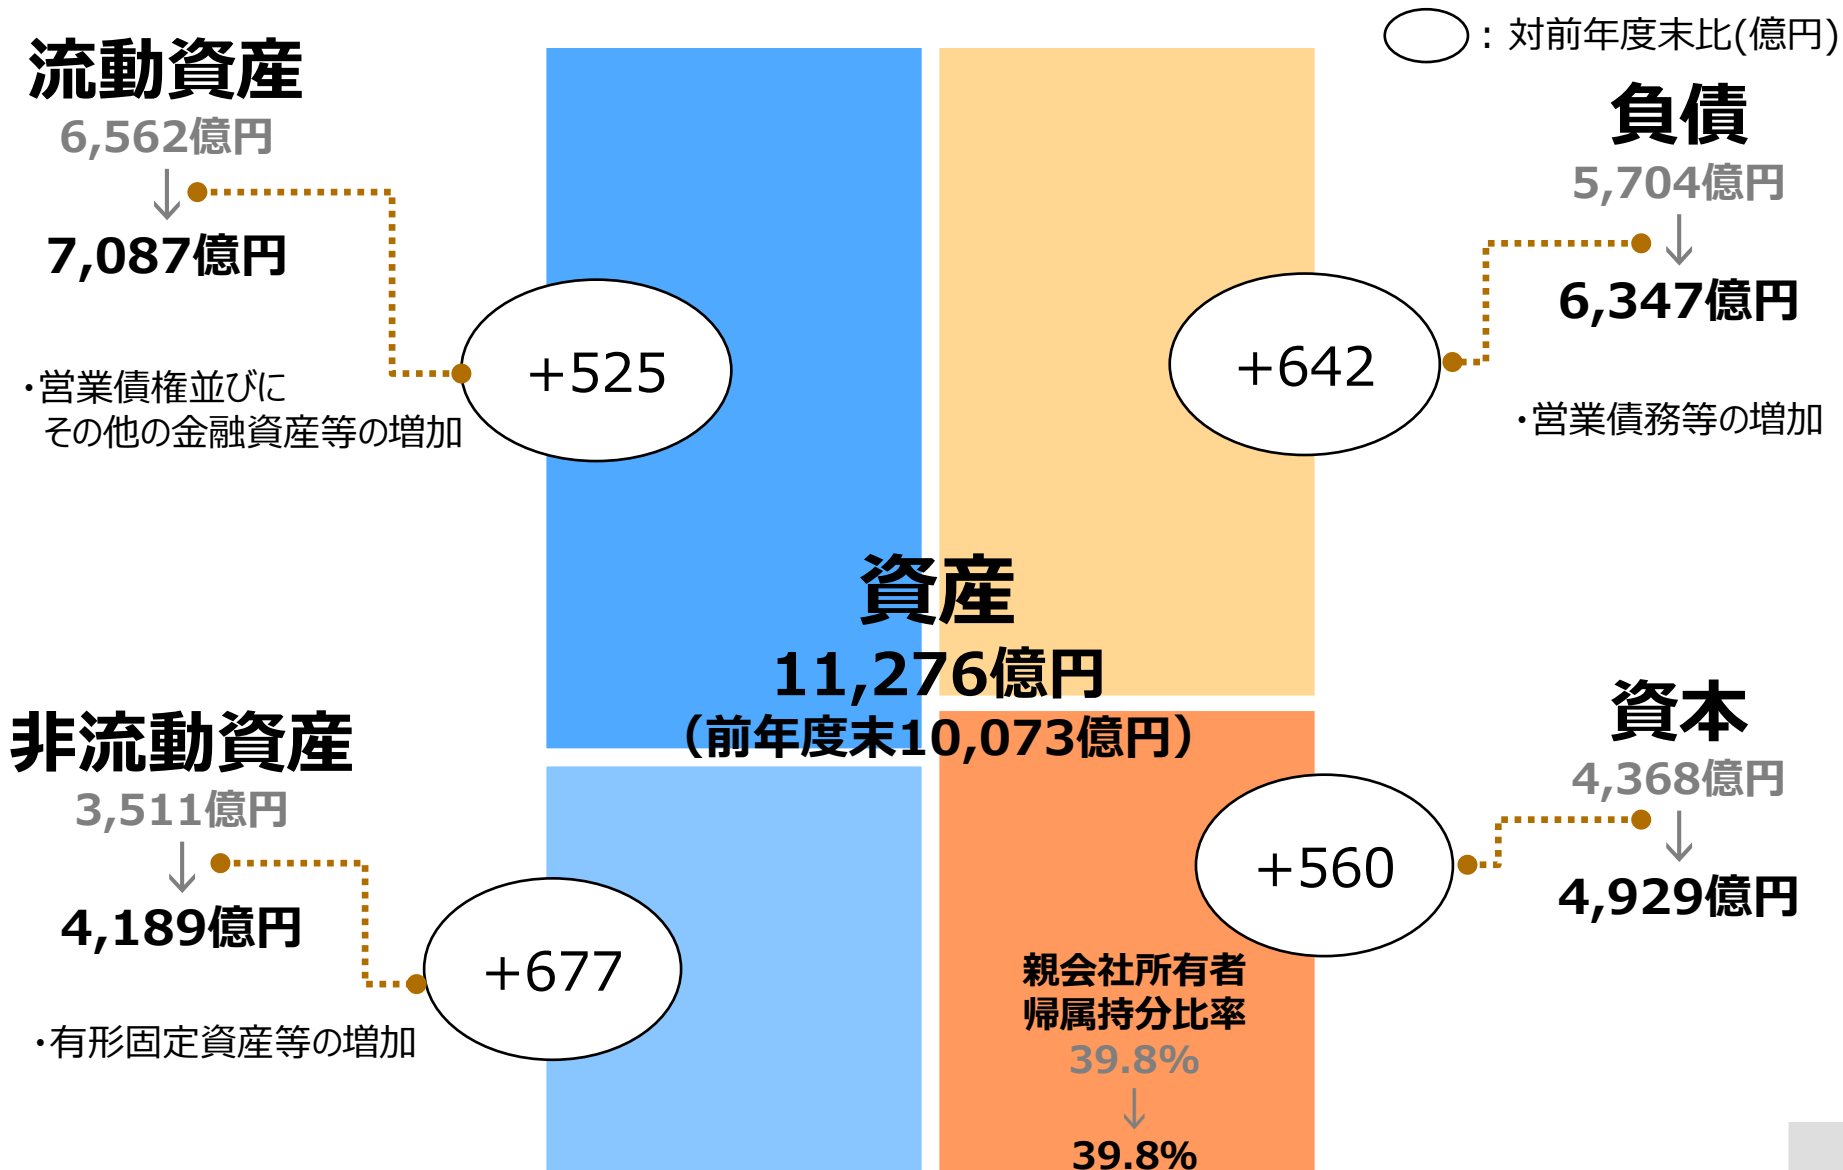 ：対前年度末比(億円)
流動資産
6,562億円
↓
7,087億円
+525
・営業債権並びに
その他の金融資産等の増加
負債
5,704億円
↓
6,347億円
+642
・営業債務等の増加
資産
11,276億円
（前年度末10,073億円）
非流動資産
3,511億円
↓
4,189億円
+677
・有形固定資産等の増加
資本
4,368億円
↓
4,929億円
+560
親会社所有者
帰属持分比率
39.8%
↓
39.8%